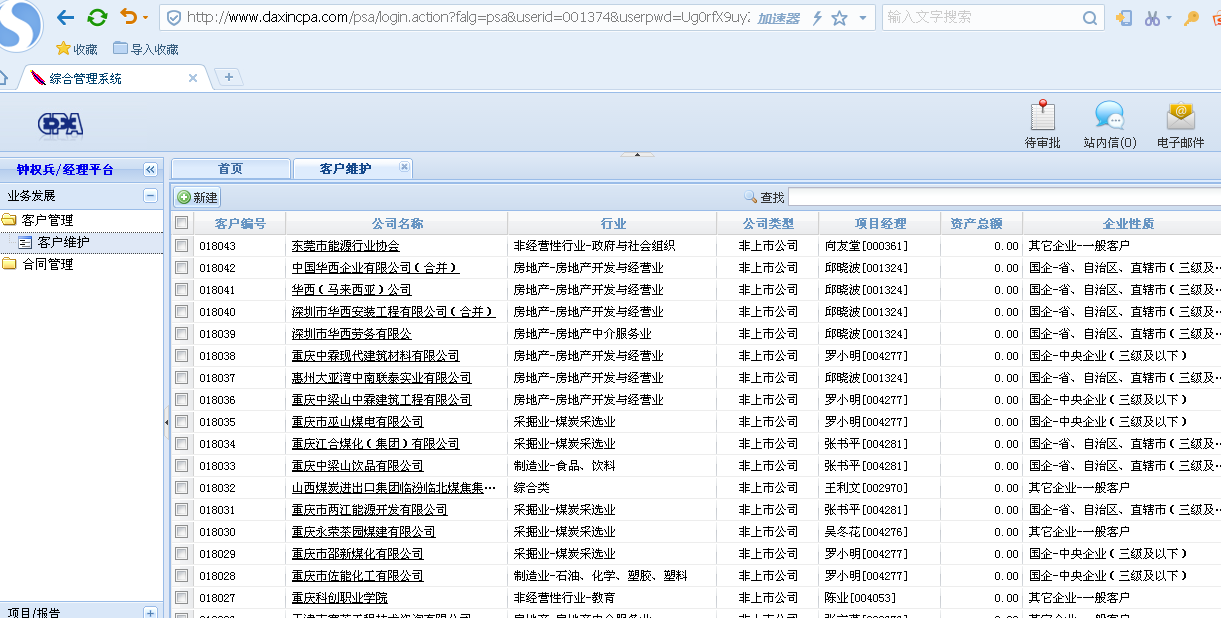 http://www.daxincpa.com/psa/login.action?falg=psa&userid=001374&userpwd=Ug0rfX9uy 加速器 输入文字搜索
收藏 导入收藏
综合管理系统
CPA
待审批 站内信(0) 电子邮件
钟权兵/经理平台 首页 客户维护
业务发展 新建 查找
客户管理
客户维护
合同管理
项目/报告
客户编号 公司名称 行业 公司类型 项目经理 资产总额 企业性质
018043 东莞市能源行业协会 非经营性行业-政府与社会组织 非上市公司 向友堂[000361] 0.00 其它企业-一般客户
018042 中国华西企业有限公司(合并) 房地产-房地产开发与经营业 非上市公司 邱晓波[001324] 0.00 国企-省、自治区、直辖市(三级及…
018041 华西(马来西亚)公司 房地产-房地产开发与经营业 非上市公司 邱晓波[001324] 0.00 国企-省、自治区、直辖市(三级及…
018040 深圳市华西安装工程有限公司(合并) 房地产-房地产开发与经营业 非上市公司 邱晓波[001324] 0.00 国企-省、自治区、直辖市(三级及…
018039 深圳市华西劳务有限公 房地产-房地产中介服务业 非上市公司 邱晓波[001324] 0.00 国企-省、自治区、直辖市(三级及…
018038 重庆中霖现代建筑材料有限公司 房地产-房地产开发与经营业 非上市公司 罗小明[004277] 0.00 国企-中央企业(三级及以下)
018037 惠州大亚湾中南联泰实业有限公司 房地产-房地产开发与经营业 非上市公司 邱晓波[001324] 0.00 国企-省、自治区、直辖市(三级及…
018036 重庆中梁山中霖建筑工程有限公司 房地产-房地产开发与经营业 非上市公司 罗小明[004277] 0.00 国企-中央企业(三级及以下)
018035 重庆市巫山煤电有限公司 采掘业-煤炭采选业 非上市公司 罗小明[004277] 0.00 国企-中央企业(三级及以下)
018034 重庆江合煤化(集团)有限公司 采掘业-煤炭采选业 非上市公司 张书平[004281] 0.00 国企-省、自治区、直辖市(三级及…
018033 重庆中梁山饮品有限公司 制造业-食品、饮料 非上市公司 张书平[004281] 0.00 国企-省、自治区、直辖市(三级及…
018032 山西煤炭进出口集团临汾临北煤焦集… 综合类 非上市公司 王利文[002970] 0.00 其它企业-一般客户
018031 重庆市两江能源开发有限公司 采掘业-煤炭采选业 非上市公司 张书平[004281] 0.00 国企-省、自治区、直辖市(三级及…
018030 重庆永荣茶园煤建有限公司 采掘业-煤炭采选业 非上市公司 吴冬花[004276] 0.00 其它企业-一般客户
018029 重庆市邵新煤化有限公司 采掘业-煤炭采选业 非上市公司 罗小明[004277] 0.00 国企-中央企业(三级及以下)
018028 重庆市佐能化工有限公司 制造业-石油、化学、塑胶、塑料 非上市公司 罗小明[004277] 0.00 国企-中央企业(三级及以下)
018027 重庆科创职业学院 非经营性行业-教育 非上市公司 陈业[004053] 0.00 其它企业-一般客户